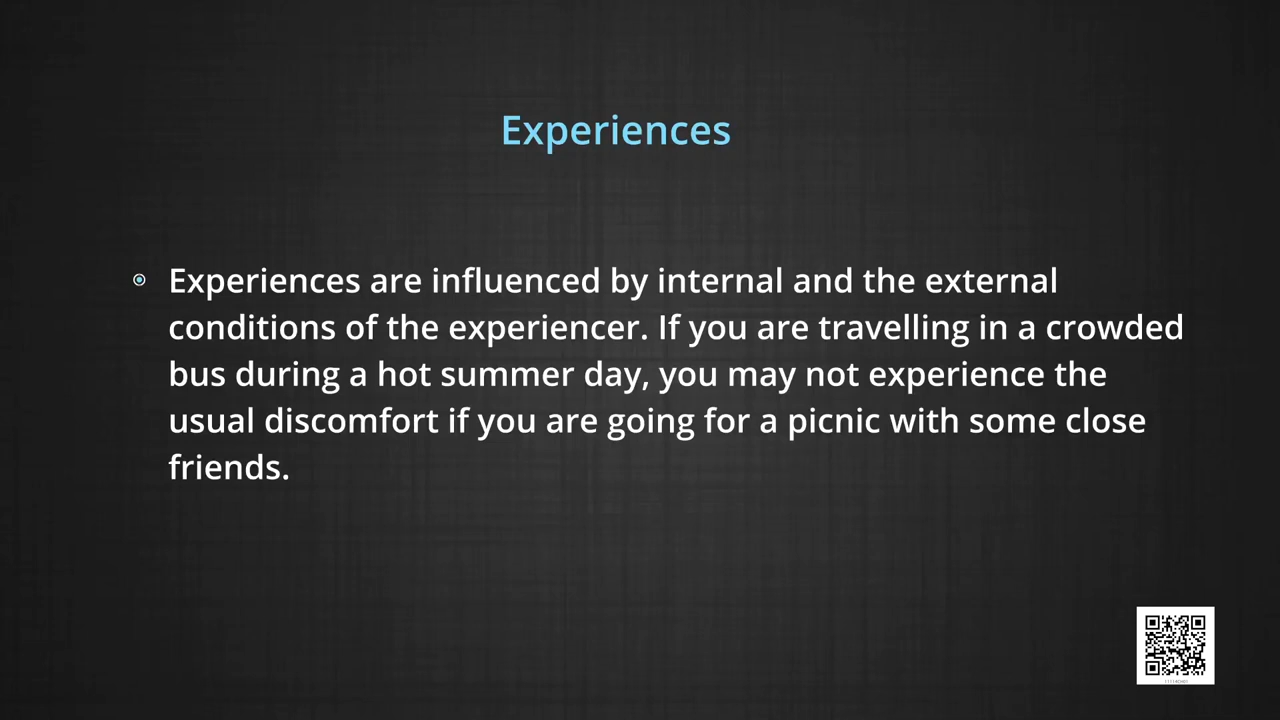 Experiences
Experiences are influenced by internal and the external
conditions of the experiencer. If you are travelling in a crowded
bus during a hot summer day, you may not experience the
usual discomfort if you are going for a picnic with some close
friends.